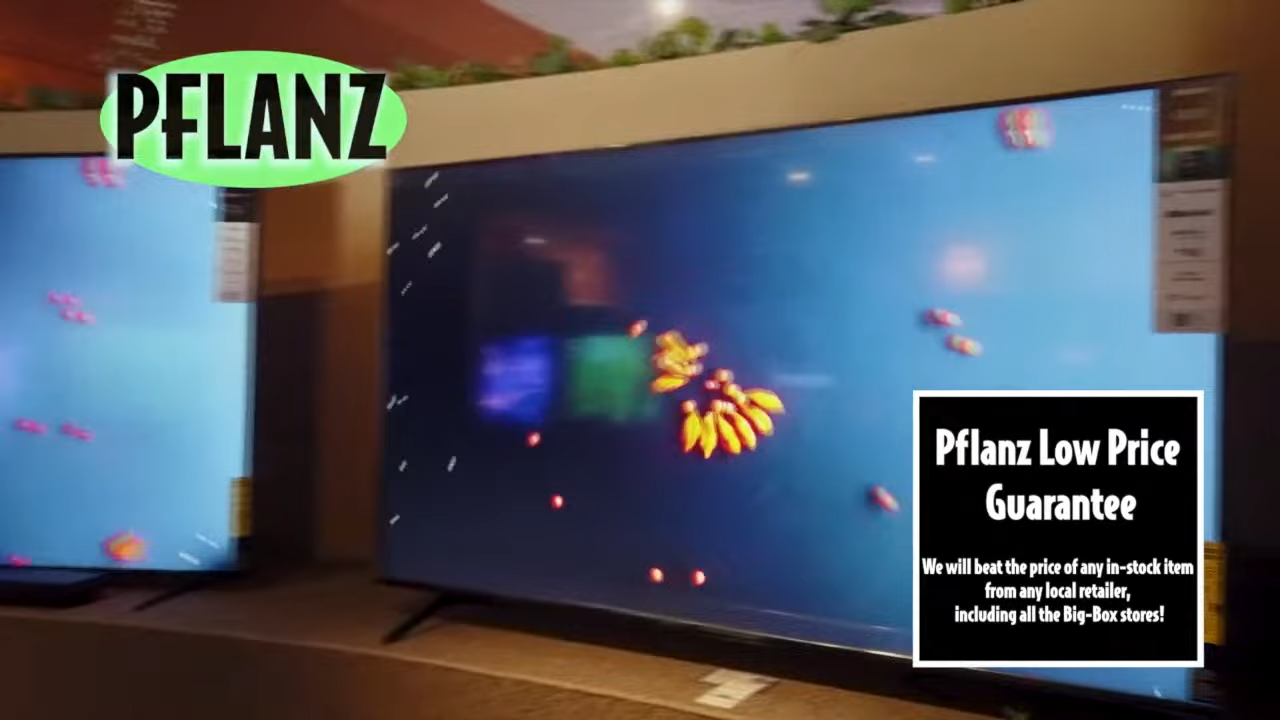 PFLANZ
Pflanz Low Price
Guarantee
We will beat the price of any in-stock item
from any local retailer,
including all the Big-Box stores!